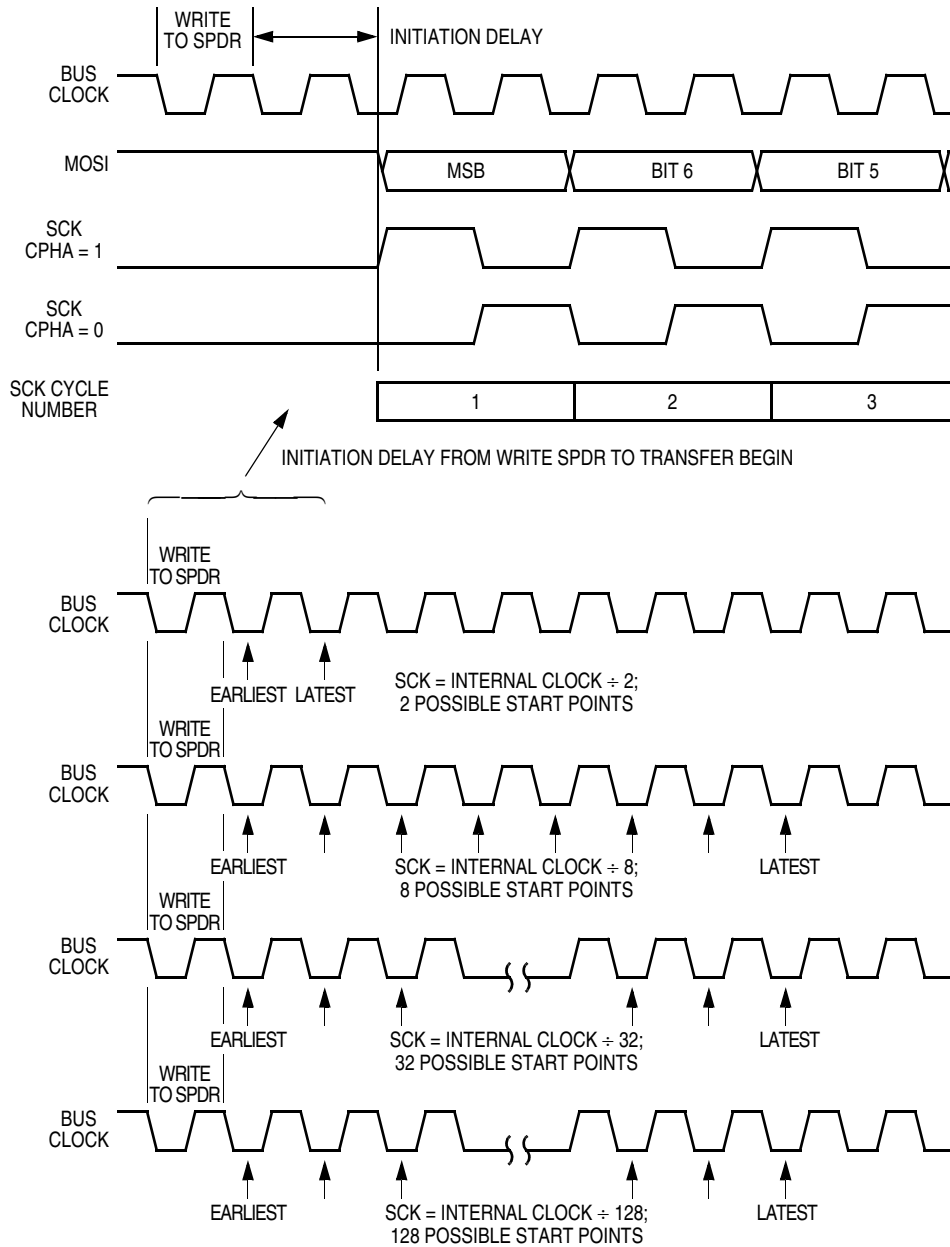 WRITE
TO SPDR
INITIATION DELAY
BUS
CLOCK
MOSI
MSB
BIT 6
BIT 5
SCK
CPHA = 1
SCK
CPHA = 0
SCK CYCLE
NUMBER
1
2
3
INITIATION DELAY FROM WRITE SPDR TO TRANSFER BEGIN
WRITE
TO SPDR
BUS
CLOCK
EARLIEST
LATEST
SCK = INTERNAL CLOCK ÷ 2;
2 POSSIBLE START POINTS
WRITE
TO SPDR
BUS
CLOCK
EARLIEST
SCK = INTERNAL CLOCK ÷ 8;
8 POSSIBLE START POINTS
LATEST
WRITE
TO SPDR
BUS
CLOCK
EARLIEST
SCK = INTERNAL CLOCK ÷ 32;
32 POSSIBLE START POINTS
LATEST
WRITE
TO SPDR
BUS
CLOCK
EARLIEST
SCK = INTERNAL CLOCK ÷ 128;
128 POSSIBLE START POINTS
LATEST